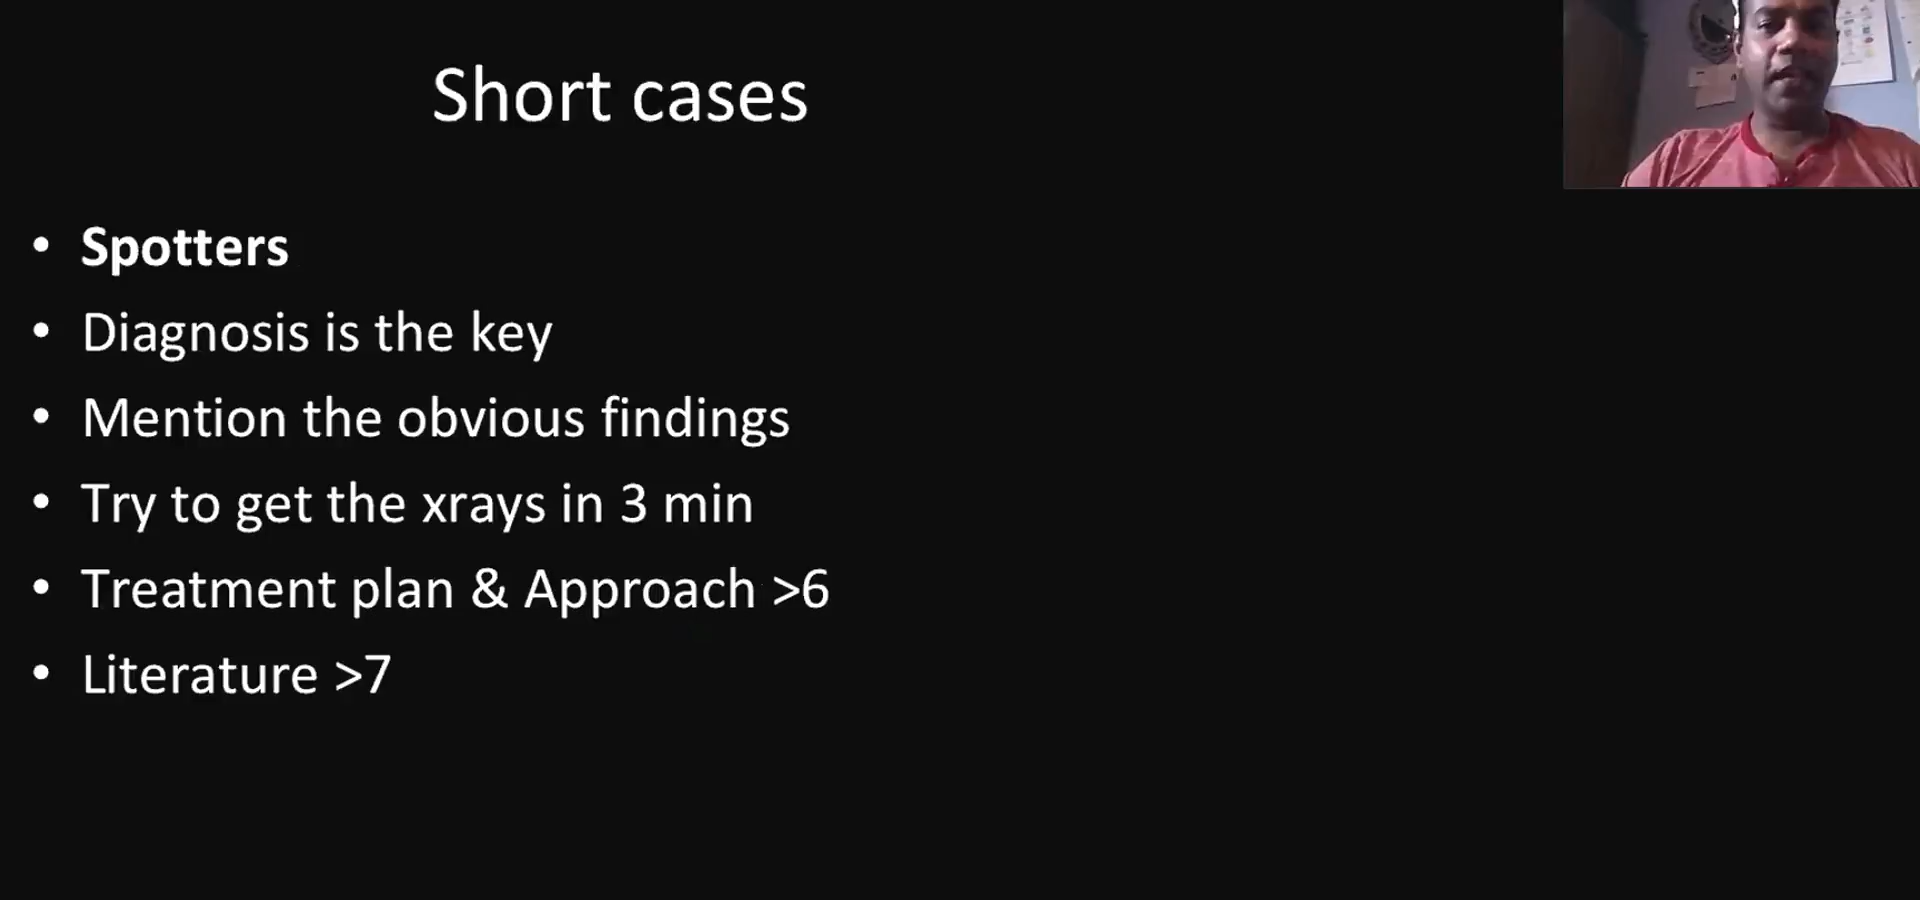 Short cases
• Spotters
• Diagnosis is the key
• Mention the obvious findings
• Try to get the xrays in 3 min
• Treatment plan & Approach >6
• Literature >7